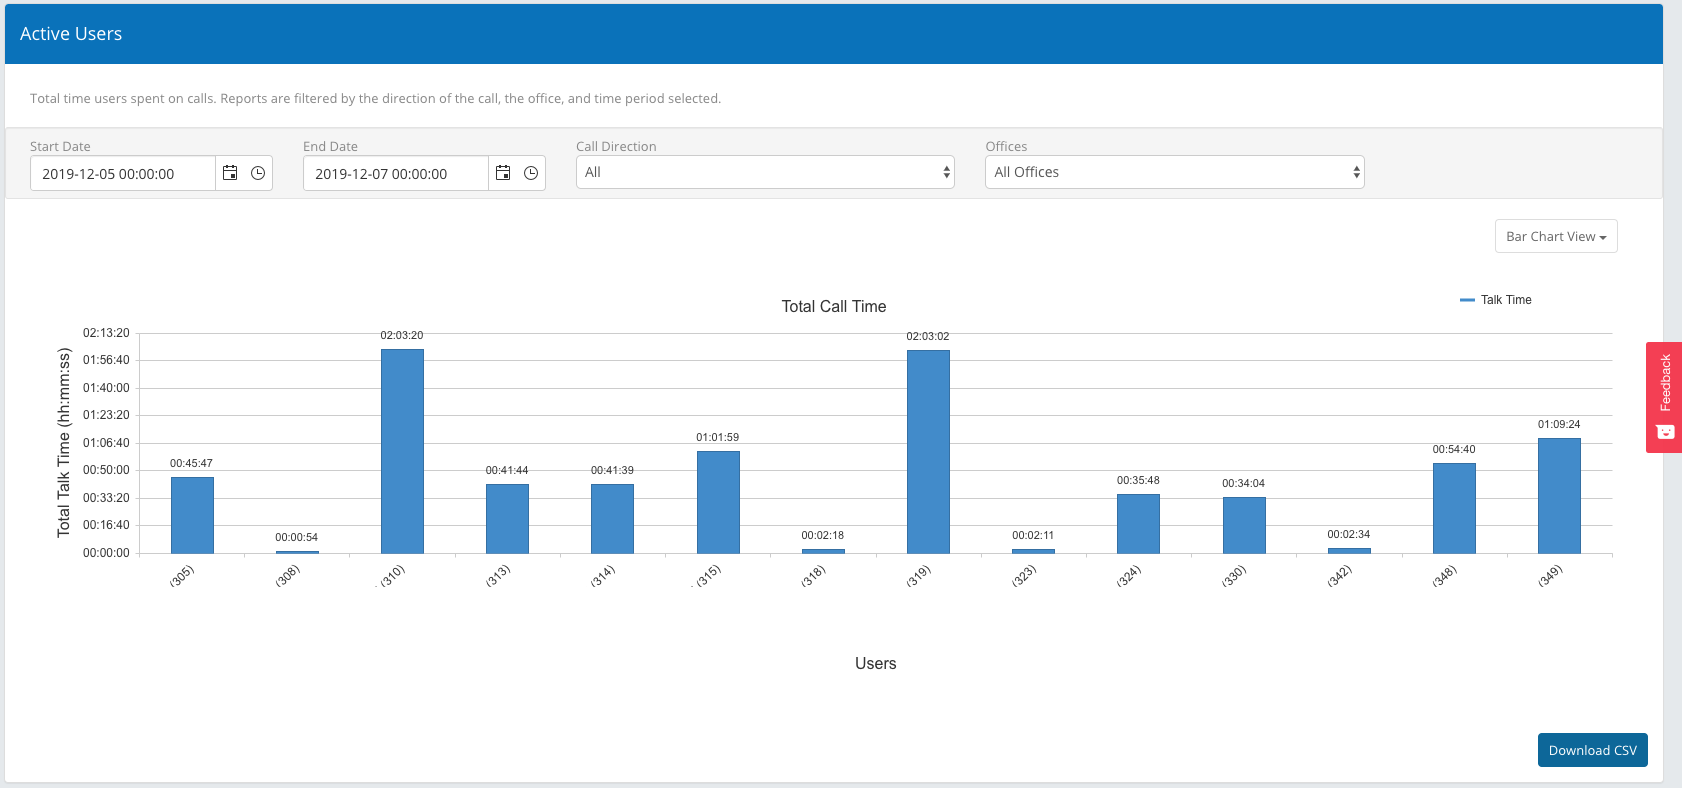 Active Users
Total time users spent on calls. Reports are filtered by the direction of the call, the office, and time period selected.
Start Date
End Date
Call Direction
Offices
2019-12-05 00:00:00
2019-12-07 00:00:00
All
All Offices
Bar Chart View
Total Call Time
Talk Time
Total Talk Time (hh:mm:ss)
02:13:20
01:56:40
01:40:00
01:23:20
01:06:40
00:50:00
00:33:20
00:16:40
00:00:00
00:45:47
00:00:54
02:03:20
00:41:44
00:41:39
01:01:59
00:02:18
02:03:02
00:02:11
00:35:48
00:34:04
00:02:34
00:54:40
01:09:24
(305)
(308)
(310)
(313)
(314)
(315)
(318)
(319)
(323)
(324)
(330)
(342)
(348)
(349)
Users
Feedback
Download CSV